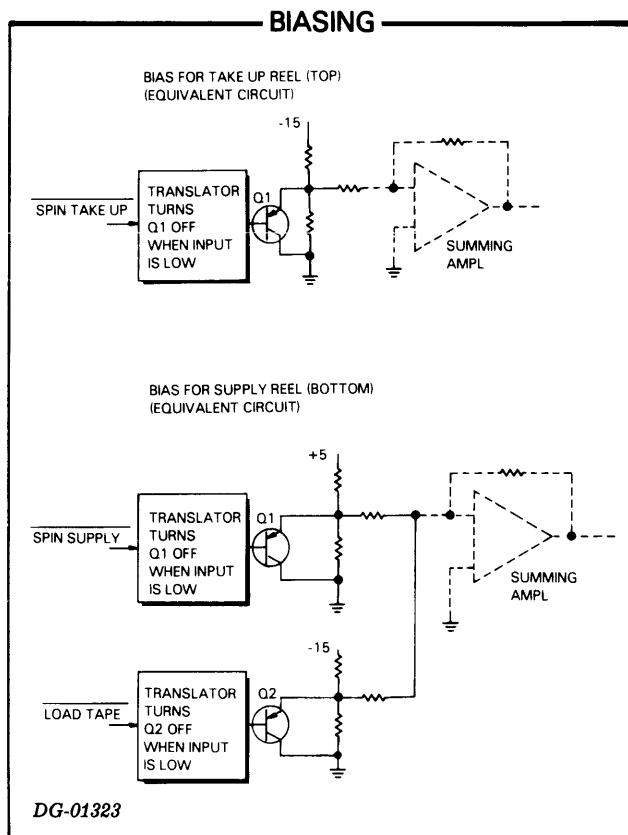 BIASING
BIAS FOR TAKE UP REEL (TOP)
(EQUIVALENT CIRCUIT)
-15
SPIN TAKE UP
TRANSLATOR
TURNS
Q1 OFF
WHEN INPUT
IS LOW
Q1
SUMMING
AMPL
BIAS FOR SUPPLY REEL (BOTTOM)
(EQUIVALENT CIRCUIT)
+5
SPIN SUPPLY
TRANSLATOR
TURNS
Q1 OFF
WHEN INPUT
IS LOW
Q1
SUMMING
AMPL
-15
LOAD TAPE
TRANSLATOR
TURNS
Q2 OFF
WHEN INPUT
IS LOW
Q2
DG-01323